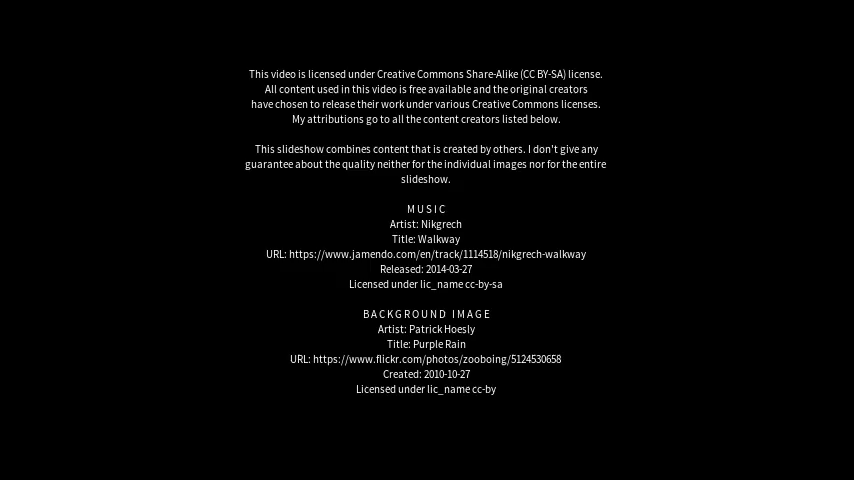 This video is licensed under Creative Commons Share-Alike (CC BY-SA) license.
All content used in this video is free available and the original creators
have chosen to release their work under various Creative Commons licenses.
My attributions go to all the content creators listed below.
This slideshow combines content that is created by others. I don't give any
guarantee about the quality neither for the individual images nor for the entire
slideshow.
MUSIC
Artist: Nikgrech
Title: Walkway
URL: https://www.jamendo.com/en/track/1114518/nikgrech-walkway
Released: 2014-03-27
Licensed under lic_name cc-by-sa
BACKGROUND IMAGE
Artist: Patrick Hoesly
Title: Purple Rain
URL: https://www.flickr.com/photos/zooboing/5124530658
Created: 2010-10-27
Licensed under lic_name cc-by